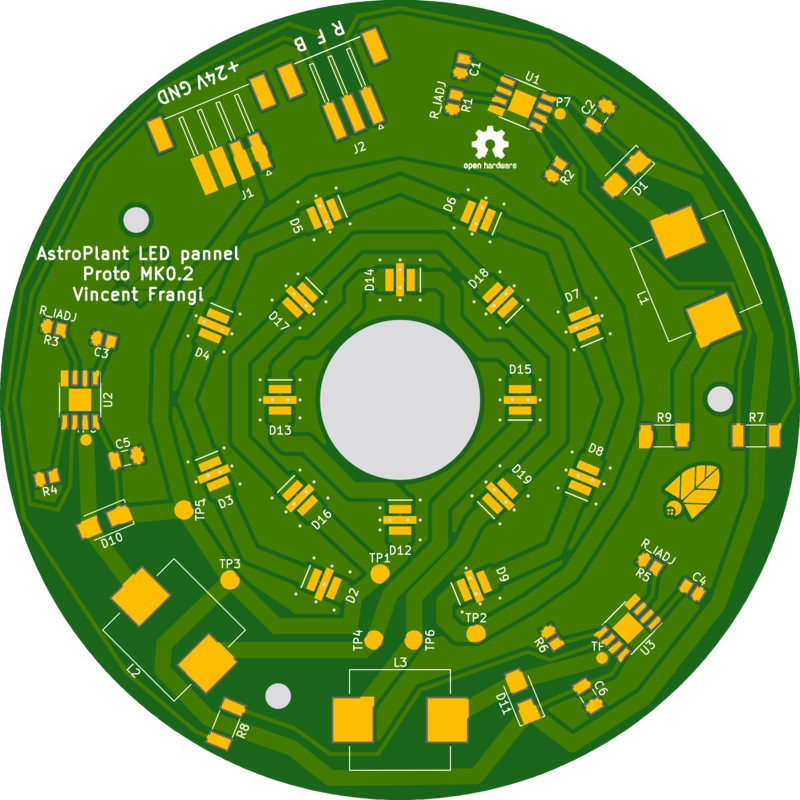 R F B
+24V GND
J2
J1
C1
R_IADJ
R1
U1
P7
C2
R2
D1
open hardware
L1
AstroPlant LED pannel
Proto MK0.2
Vincent Frangi
D5
D6
D14
D18
D17
D7
D4
R_IADJ
R3
C3
U2
D15
D13
R9
R7
C5
R4
D10
TP5
D3
D16
D19
D8
D12
TP1
TP3
D2
D9
TP2
TP4
TP6
R_IADJ
R5
C4
U3
TP
R6
C6
L2
L3
D11
R8